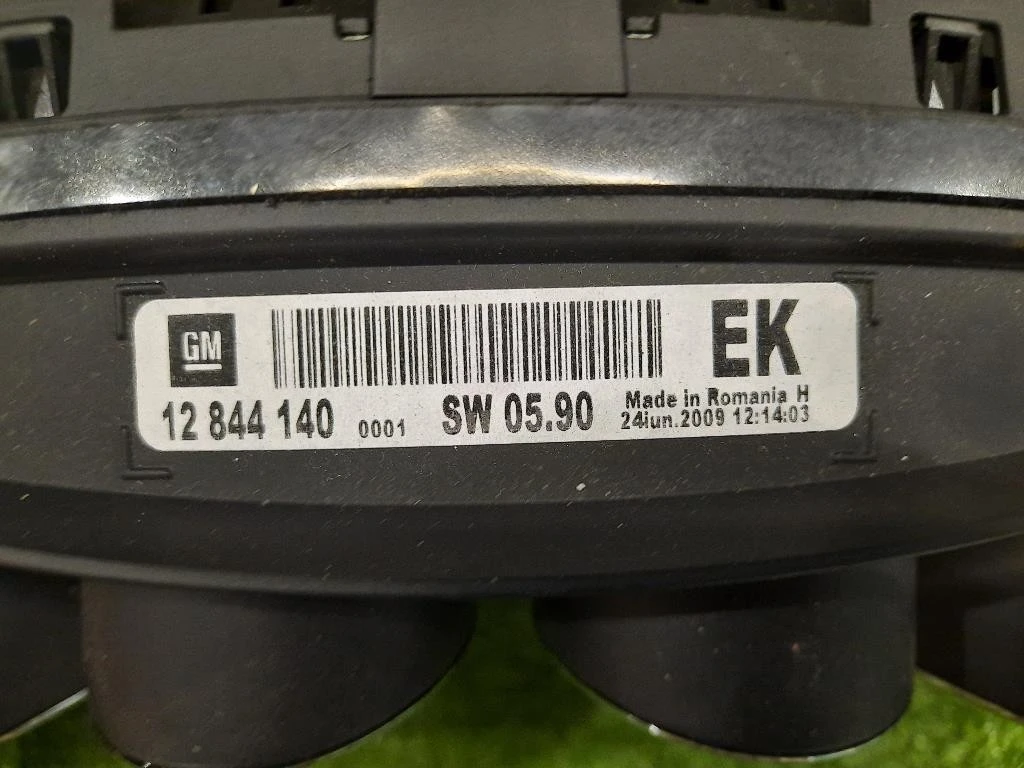 GM
EK
12 844 140 0001 SW 05.90
Made in Romania H
24iun.2009 12:14:03